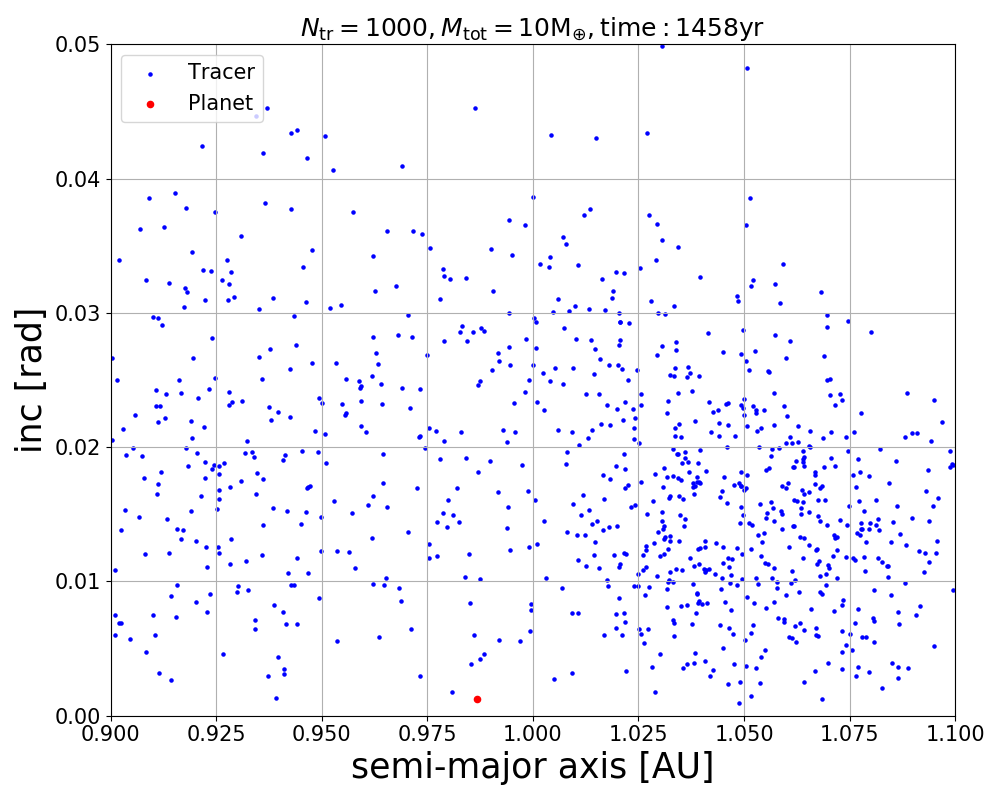 N_tr = 1000, M_tot = 10M_⊕, time : 1458yr
Tracer
Planet
inc [rad]
0.05
0.04
0.03
0.02
0.01
0.00
0.900 0.925 0.950 0.975 1.000 1.025 1.050 1.075 1.100
semi-major axis [AU]